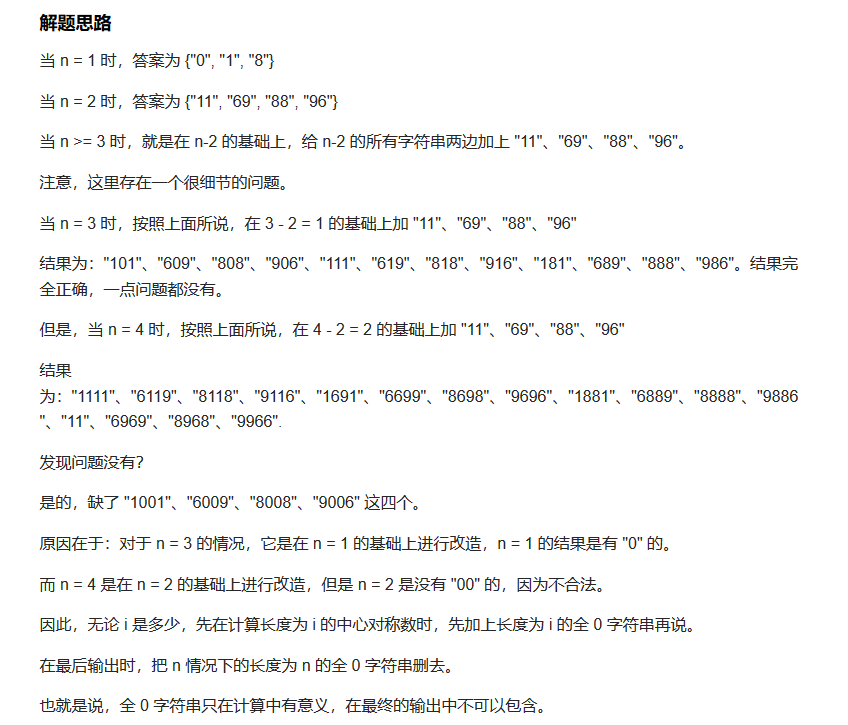 解题思路
当 n = 1 时，答案为 {"0", "1", "8"}
当 n = 2 时，答案为 {"11", "69", "88", "96"}
当 n >= 3 时，就是在 n-2 的基础上，给 n-2 的所有字符串两边加上 "11"、"69"、"88"、"96"。
注意，这里存在一个很细节的问题。
当 n = 3 时，按照上面所说，在 3 - 2 = 1 的基础上加 "11"、"69"、"88"、"96"
结果为："101"、"609"、"808"、"906"、"111"、"619"、"818"、"916"、"181"、"689"、"888"、"986"。结果完
全正确，一点问题都没有。
但是，当 n = 4 时，按照上面所说，在 4 - 2 = 2 的基础上加 "11"、"69"、"88"、"96"
结果
为："1111"、"6119"、"8118"、"9116"、"1691"、"6699"、"8698"、"9696"、"1881"、"6889"、"8888"、"9886
"、"11"、"6969"、"8968"、"9966".
发现问题没有？
是的，缺了 "1001"、"6009"、"8008"、"9006" 这四个。
原因在于：对于 n = 3 的情况，它是在 n = 1 的基础上进行改造，n = 1 的结果是有 "0" 的。
而 n = 4 是在 n = 2 的基础上进行改造，但是 n = 2 是没有 "00" 的，因为不合法。
因此，无论 i 是多少，先在计算长度为 i 的中心对称数时，先加上长度为 i 的全 0 字符串再说。
在最后输出时，把 n 情况下的长度为 n 的全 0 字符串删去。
也就是说，全 0 字符串只在计算中有意义，在最终的输出中不可以包含。